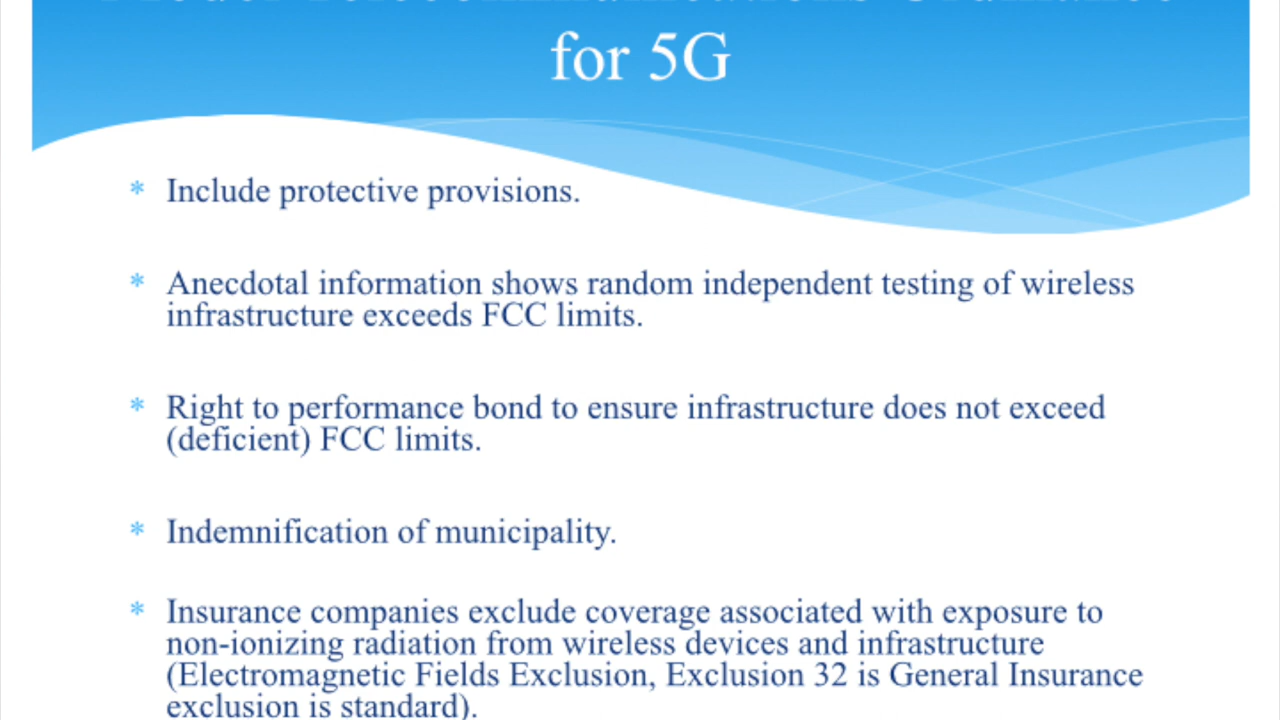 for 5G
* Include protective provisions.
* Anecdotal information shows random independent testing of wireless
infrastructure exceeds FCC limits.
* Right to performance bond to ensure infrastructure does not exceed
(deficient) FCC limits.
* Indemnification of municipality.
* Insurance companies exclude coverage associated with exposure to
non-ionizing radiation from wireless devices and infrastructure
(Electromagnetic Fields Exclusion, Exclusion 32 is General Insurance
exclusion is standard).